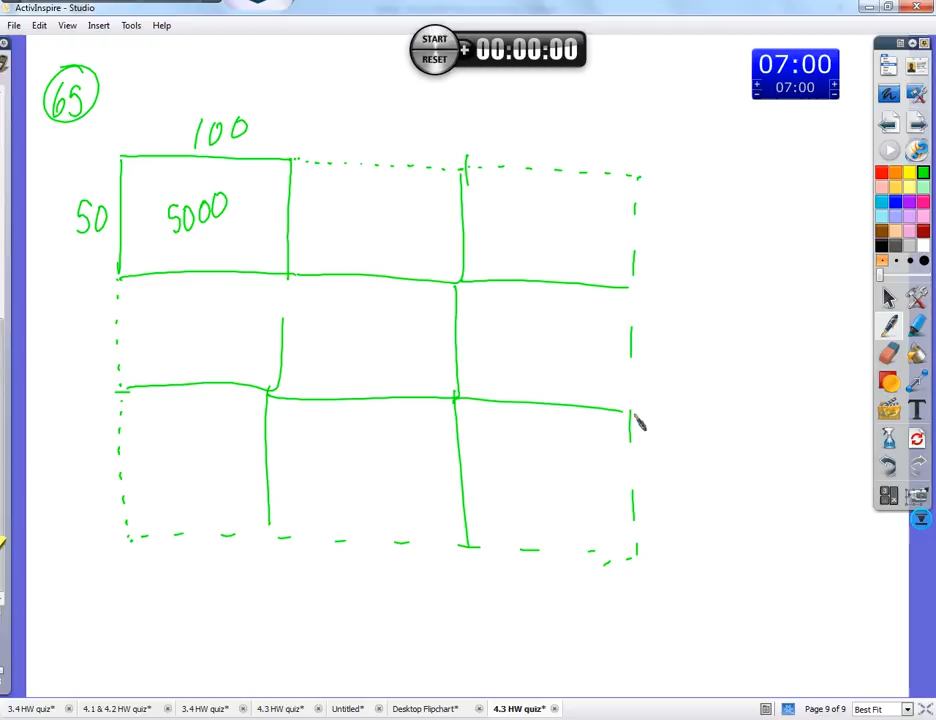 ActivInspire - Studio
File Edit View Insert Tools Help
START
RESET
+ 00:00:00
07:00
07:00
65
100
50
5000
3.4 HW quiz* 4.1 & 4.2 HW quiz* 3.4 HW quiz* 4.3 HW quiz* Untitled* Desktop Flipchart* 4.3 HW quiz* Page 9 of 9 Best Fit